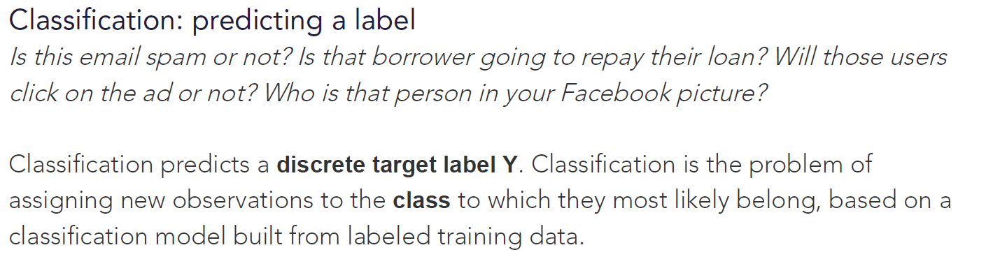 Classification: predicting a label
Is this email spam or not? Is that borrower going to repay their loan? Will those users
click on the ad or not? Who is that person in your Facebook picture?
Classification predicts a discrete target label Y. Classification is the problem of
assigning new observations to the class to which they most likely belong, based on a
classification model built from labeled training data.